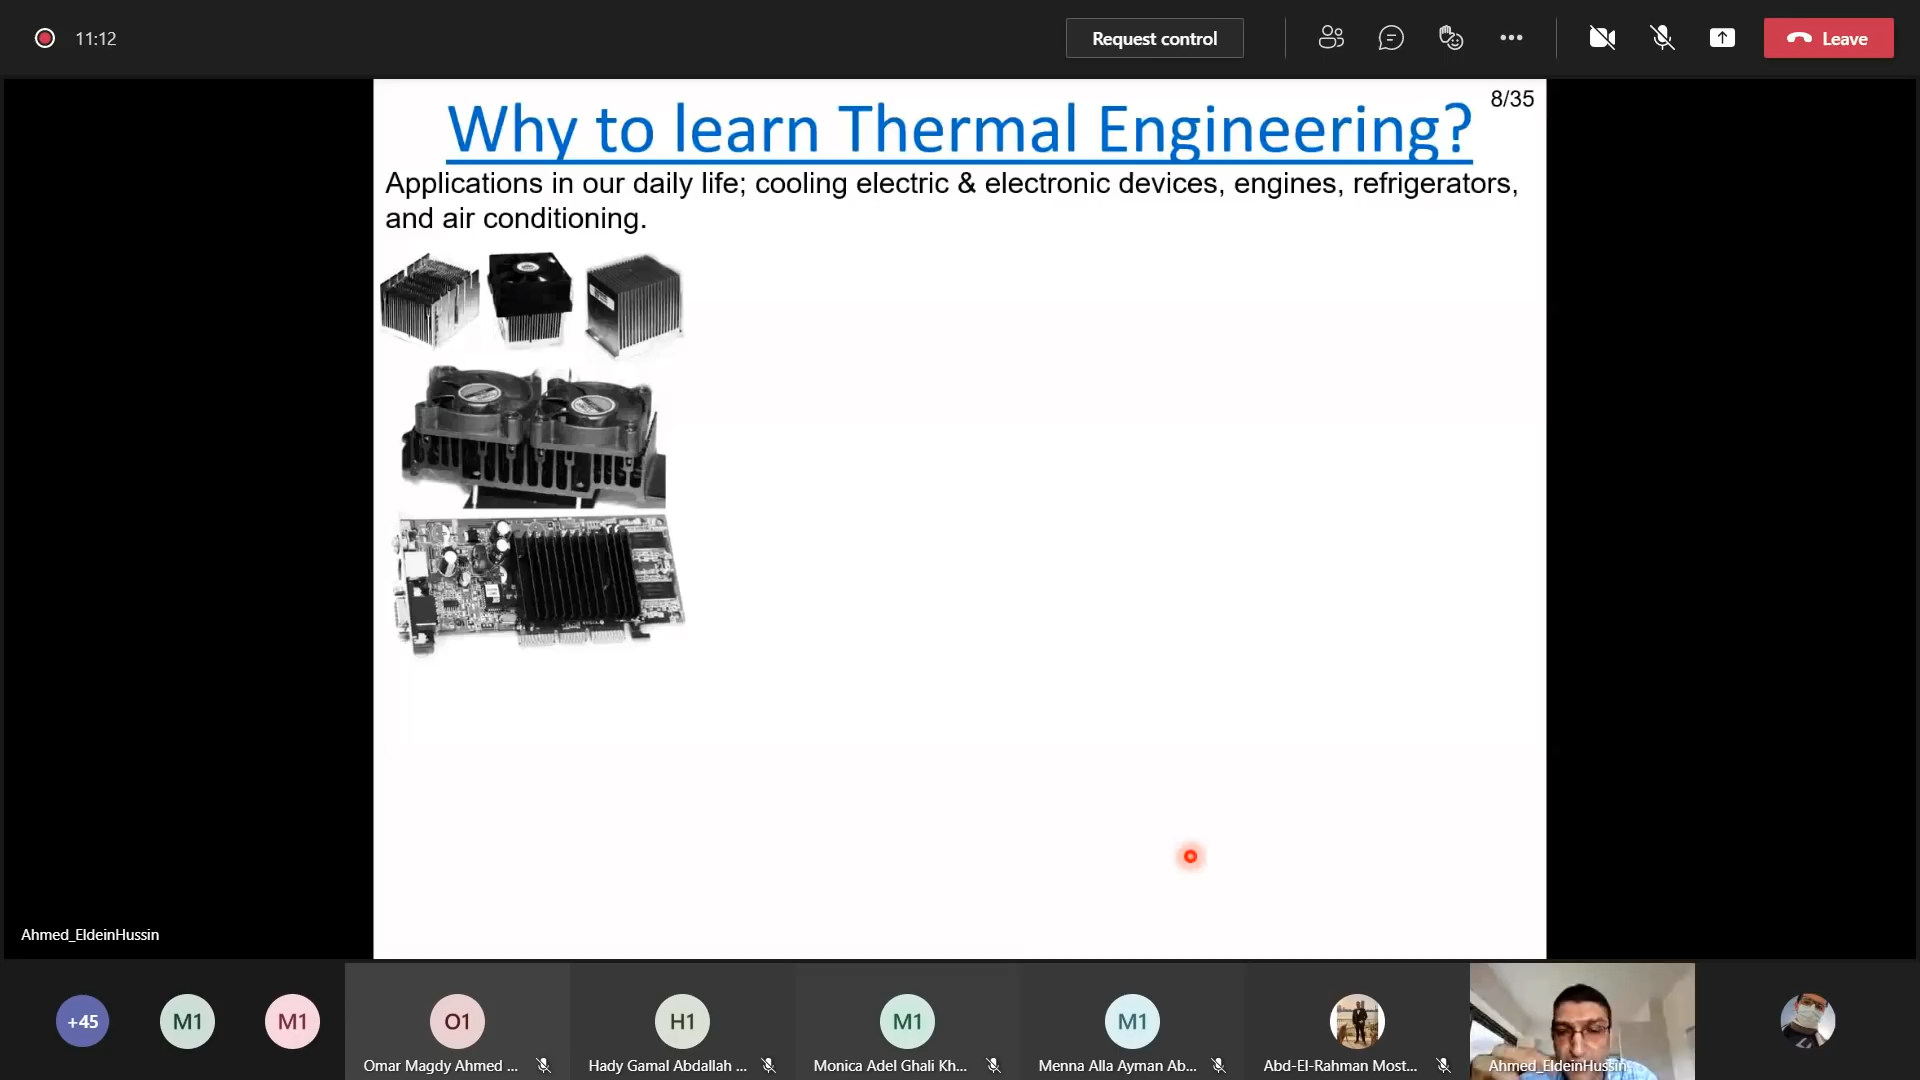 11:12
Request control
Leave
8/35
Why to learn Thermal Engineering?
Applications in our daily life; cooling electric & electronic devices, engines, refrigerators,
and air conditioning.
Ahmed_EldeinHussin
+45
M1
M1
O1
H1
M1
M1
Omar Magdy Ahmed ...
Hady Gamal Abdallah ...
Monica Adel Ghali Kh...
Menna Alla Ayman Ab...
Abd-El-Rahman Most...
Ahmed_EldeinHussin